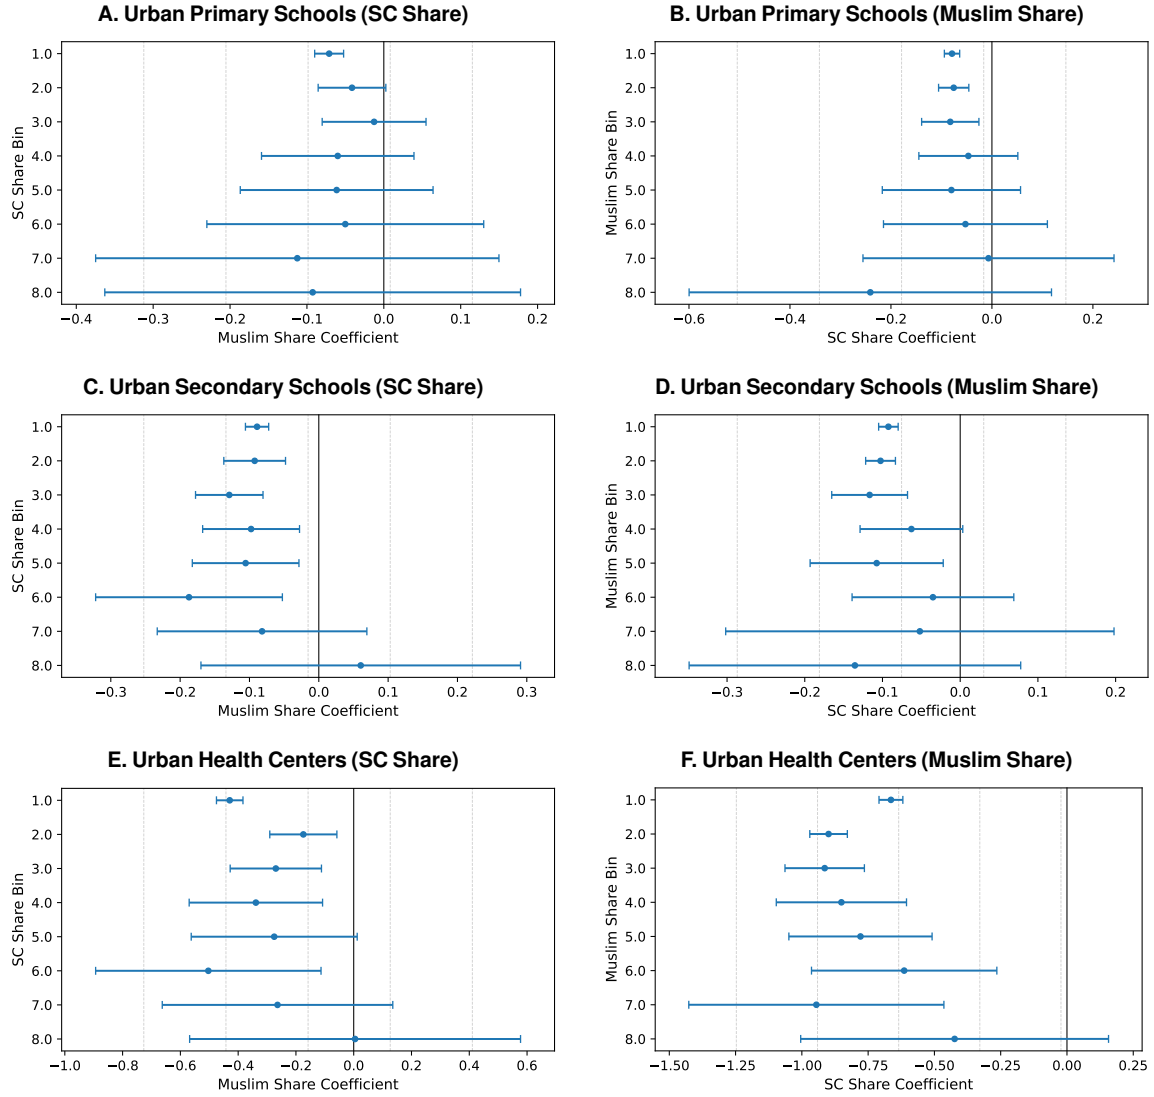 A. Urban Primary Schools (SC Share)
SC Share Bin
1.0
2.0
3.0
4.0
5.0
6.0
7.0
8.0
−0.4 −0.3 −0.2 −0.1 0.0 0.1 0.2
Muslim Share Coefficient
B. Urban Primary Schools (Muslim Share)
Muslim Share Bin
1.0
2.0
3.0
4.0
5.0
6.0
7.0
8.0
−0.6 −0.4 −0.2 0.0 0.2
SC Share Coefficient
C. Urban Secondary Schools (SC Share)
SC Share Bin
1.0
2.0
3.0
4.0
5.0
6.0
7.0
8.0
−0.3 −0.2 −0.1 0.0 0.1 0.2 0.3
Muslim Share Coefficient
D. Urban Secondary Schools (Muslim Share)
Muslim Share Bin
1.0
2.0
3.0
4.0
5.0
6.0
7.0
8.0
−0.3 −0.2 −0.1 0.0 0.1 0.2
SC Share Coefficient
E. Urban Health Centers (SC Share)
SC Share Bin
1.0
2.0
3.0
4.0
5.0
6.0
7.0
8.0
−1.0 −0.8 −0.6 −0.4 −0.2 0.0 0.2 0.4 0.6
Muslim Share Coefficient
F. Urban Health Centers (Muslim Share)
Muslim Share Bin
1.0
2.0
3.0
4.0
5.0
6.0
7.0
8.0
−1.50 −1.25 −1.00 −0.75 −0.50 −0.25 0.00 0.25
SC Share Coefficient